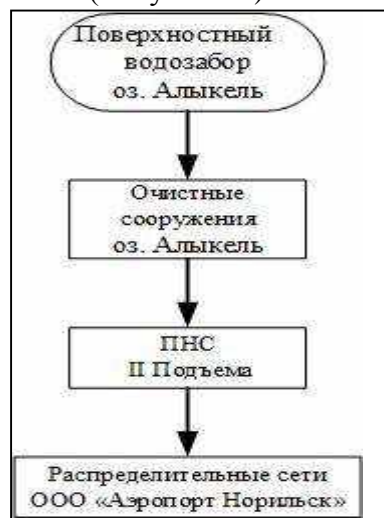 Поверхностный
водозабор
оз. Алыкель
Очистные
сооружения
оз. Алыкель
ПНС
II Подъема
Распределительные сети
ООО «Аэропорт Норильск»